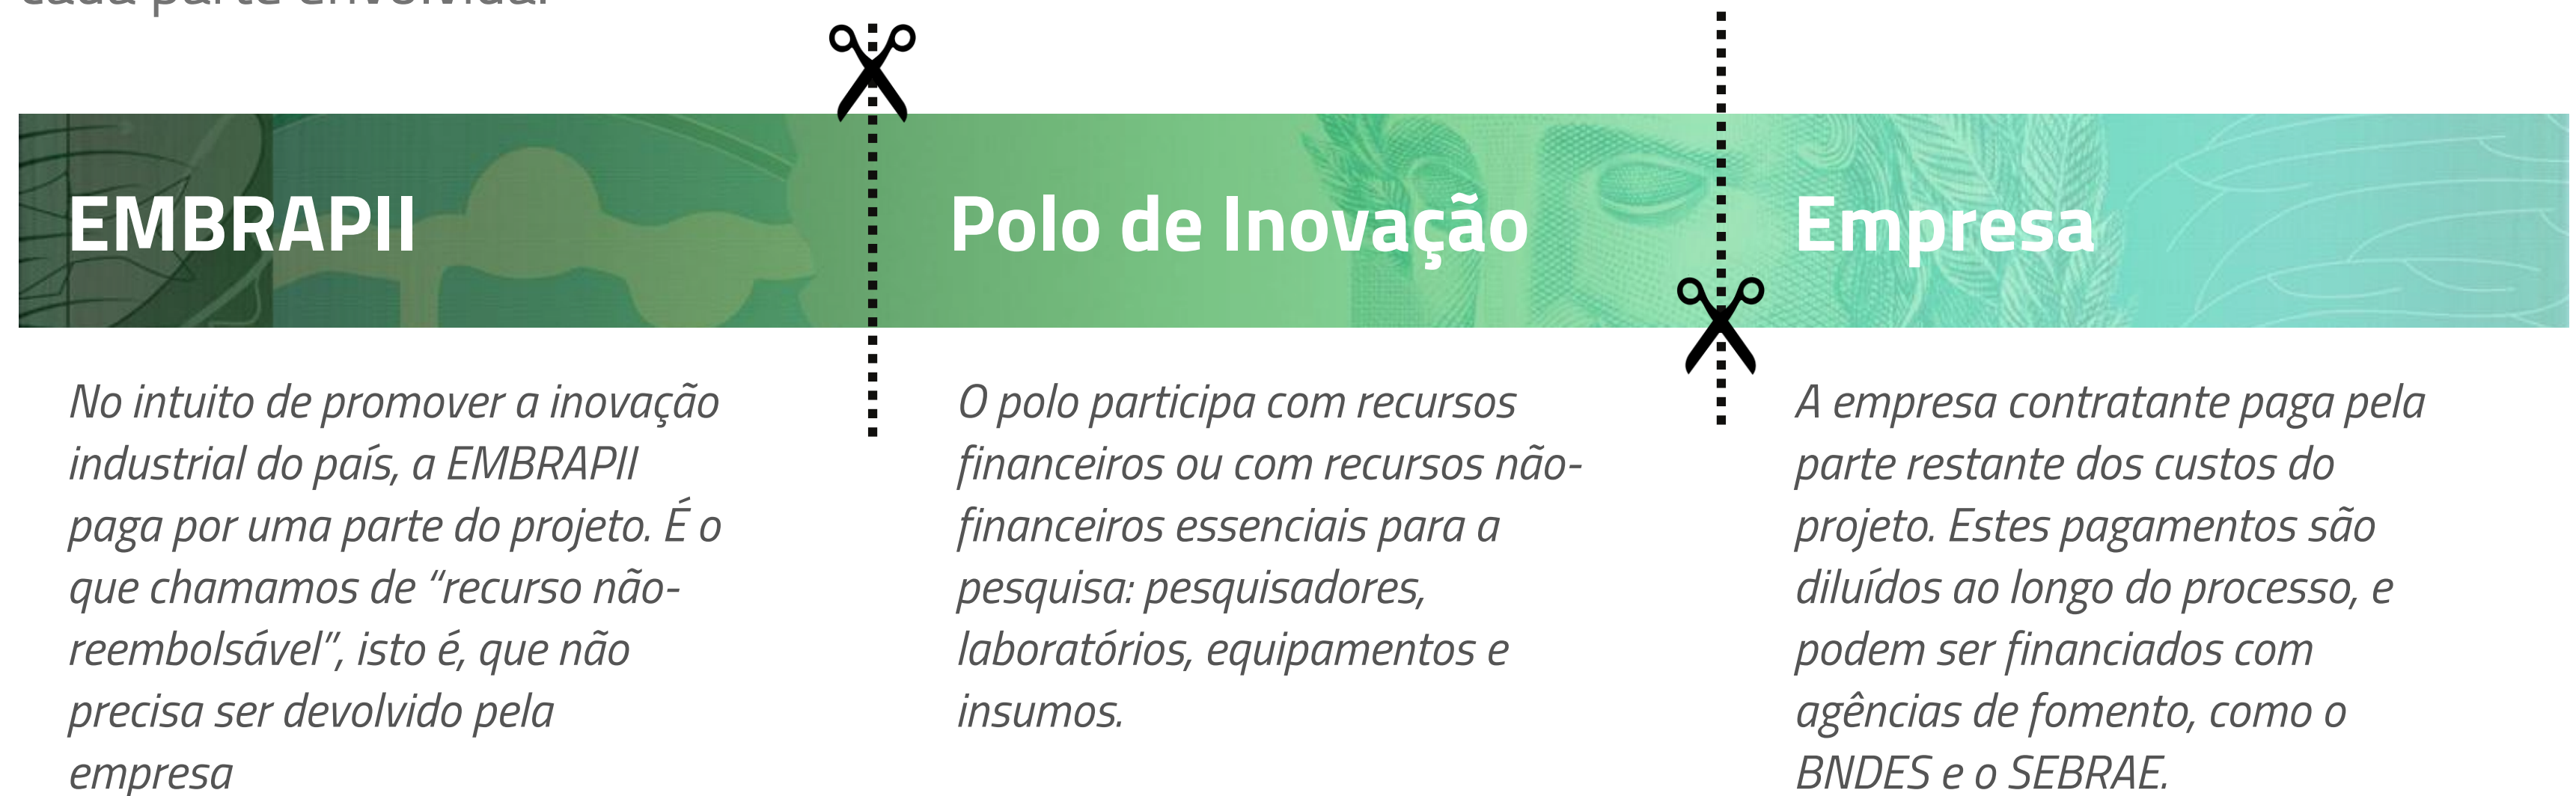 cada parte envolvida.
EMBRAPII
No intuito de promover a inovação
industrial do país, a EMBRAPII
paga por uma parte do projeto. É o
que chamamos de “recurso não-
reembolsável”, isto é, que não
precisa ser devolvido pela
empresa
Polo de Inovação
O polo participa com recursos
financeiros ou com recursos não-
financeiros essenciais para a
pesquisa: pesquisadores,
laboratórios, equipamentos e
insumos.
Empresa
A empresa contratante paga pela
parte restante dos custos do
projeto. Estes pagamentos são
diluídos ao longo do processo, e
podem ser financiados com
agências de fomento, como o
BNDES e o SEBRAE.